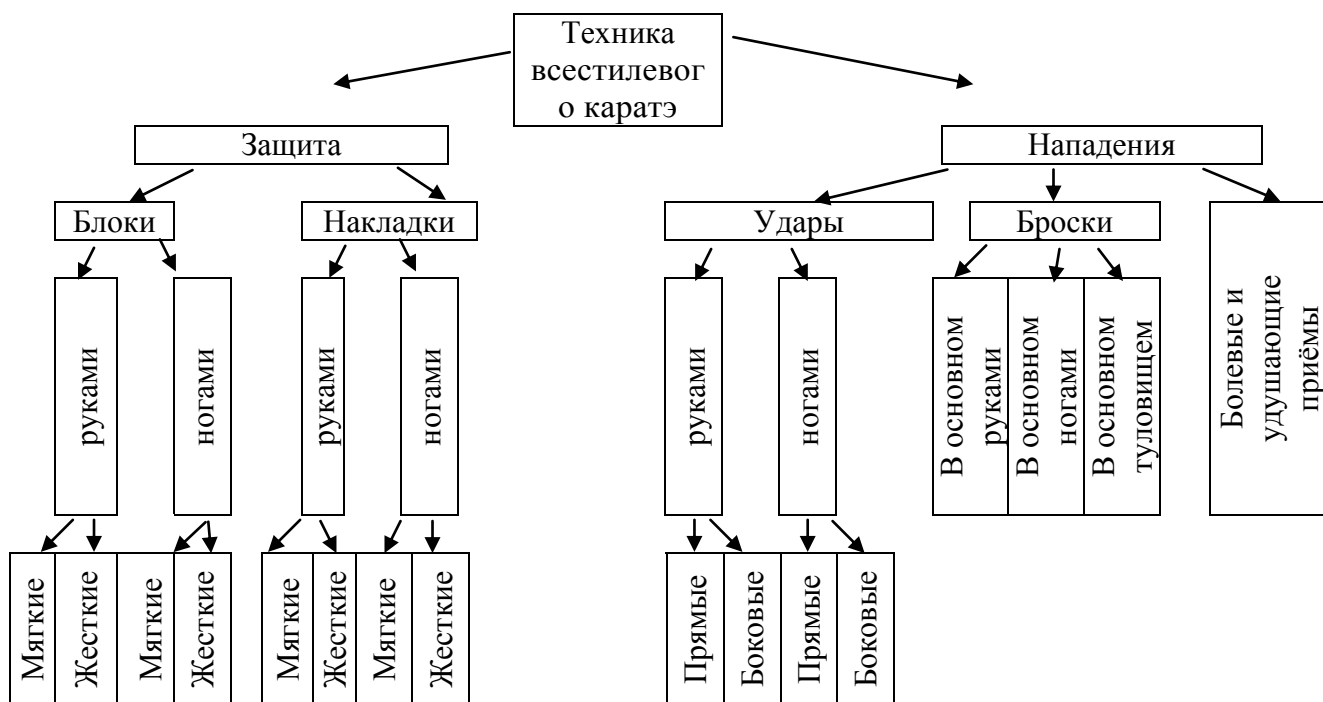 Техника
всестилевог
о каратэ
Защита
Нападения
Блоки
Накладки
Удары
Броски
руками
ногами
руками
ногами
руками
ногами
В основном
руками
В основном
ногами
В основном
туловищем
Болевые и
удушающие
приёмы
Мягкие
Жесткие
Мягкие
Жесткие
Мягкие
Жесткие
Мягкие
Жесткие
Прямые
Боковые
Прямые
Боковые